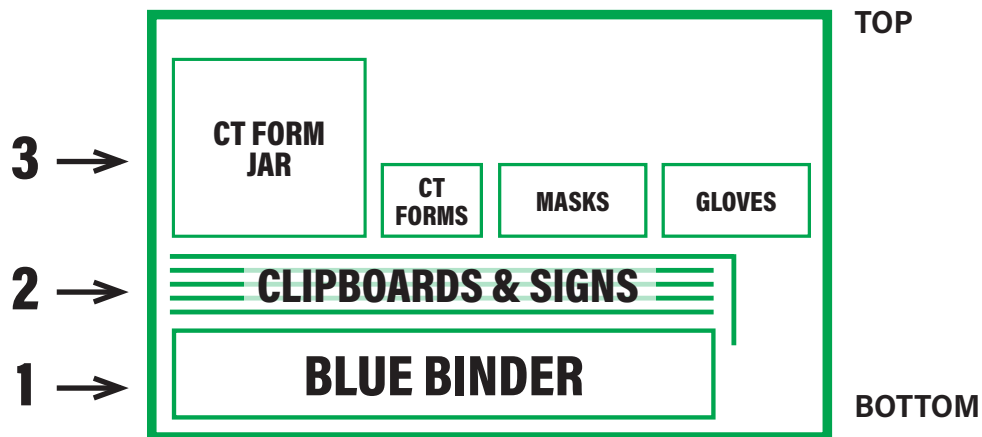 TOP
3
CT FORM
JAR
CT
FORMS
MASKS
GLOVES
2
CLIPBOARDS & SIGNS
1
BLUE BINDER
BOTTOM